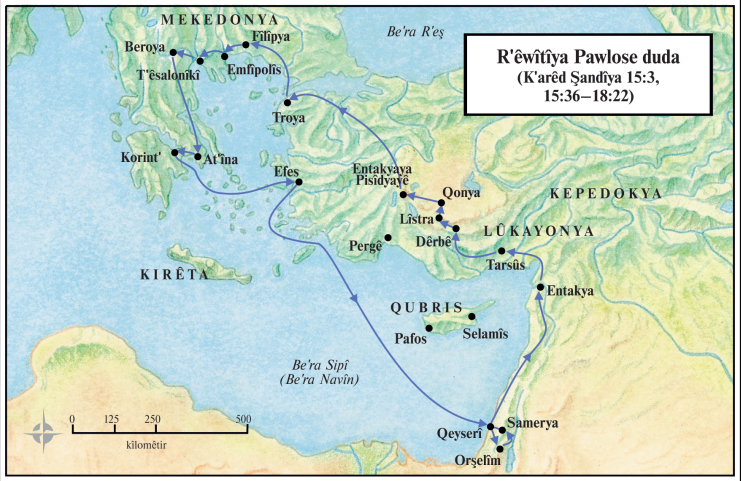 MEKEDONYA
Be'ra R'eş
R'êwîtîya Pawlose duda
(K'arêd Şandîya 15:3,
15:36–18:22)
Beroya
Fîlîpya
T'êsalonîkî
Emfîpolîs
Troya
Korint'
At'îna
Efes
Entakyaya
Pisîdyayê
Qonya
KEPEDOKYA
Lîstra
LÛKAYONYA
Dêrbê
Pergê
Tarsûs
KIRÊTA
Entakya
QUBRIS
Pafos
Selamîs
Be'ra Sipî
(Be'ra Navîn)
Qeyserî
Samerya
Orşelîm
0 125 250 500
kîlomêtir